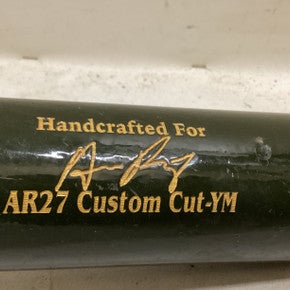 Handcrafted For
AR27 Custom Cut-YM